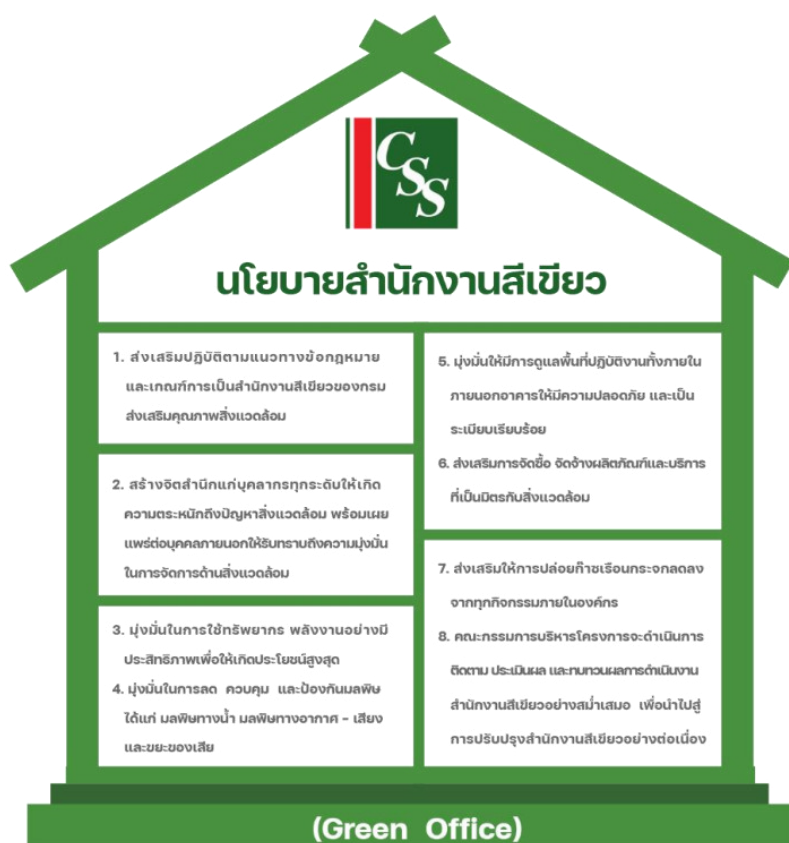 CSS
นโยบายสำนักงานสีเขียว
1. ส่งเสริมปฏิบัติตามแนวทางข้อกฎหมาย
และเกณฑ์การเป็นสำนักงานสีเขียวของกรม
ส่งเสริมคุณภาพสิ่งแวดล้อม
2. สร้างจิตสำนึกแก่บุคลากรทุกระดับให้เกิด
ความตระหนักถึงปัญหาสิ่งแวดล้อม พร้อมเผย
แพร่ต่อบุคคลภายนอกให้รับทราบถึงความมุ่งมั่น
ในการจัดการด้านสิ่งแวดล้อม
3. มุ่งมั่นในการใช้ทรัพยากร พลังงานอย่างมี
ประสิทธิภาพเพื่อให้เกิดประโยชน์สูงสุด
4. มุ่งมั่นในการลด ควบคุม และป้องกันมลพิษ
ได้แก่ มลพิษทางน้ำ มลพิษทางอากาศ - เสียง
และขยะของเสีย
5. มุ่งมั่นให้มีการดูแลพื้นที่ปฏิบัติงานทั้งภายใน
ภายนอกอาคารให้มีความปลอดภัย และเป็น
ระเบียบเรียบร้อย
6. ส่งเสริมการจัดซื้อ จัดจ้างผลิตภัณฑ์และบริการ
ที่เป็นมิตรกับสิ่งแวดล้อม
7. ส่งเสริมให้การปล่อยก๊าซเรือนกระจกลดลง
จากทุกกิจกรรมภายในองค์กร
8. คณะกรรมการบริหารโครงการจะดำเนินการ
ติดตาม ประเมินผล และทบทวนผลการดำเนินงาน
สำนักงานสีเขียวอย่างสม่ำเสมอ เพื่อนำไปสู่
การปรับปรุงสำนักงานสีเขียวอย่างต่อเนื่อง
(Green Office)